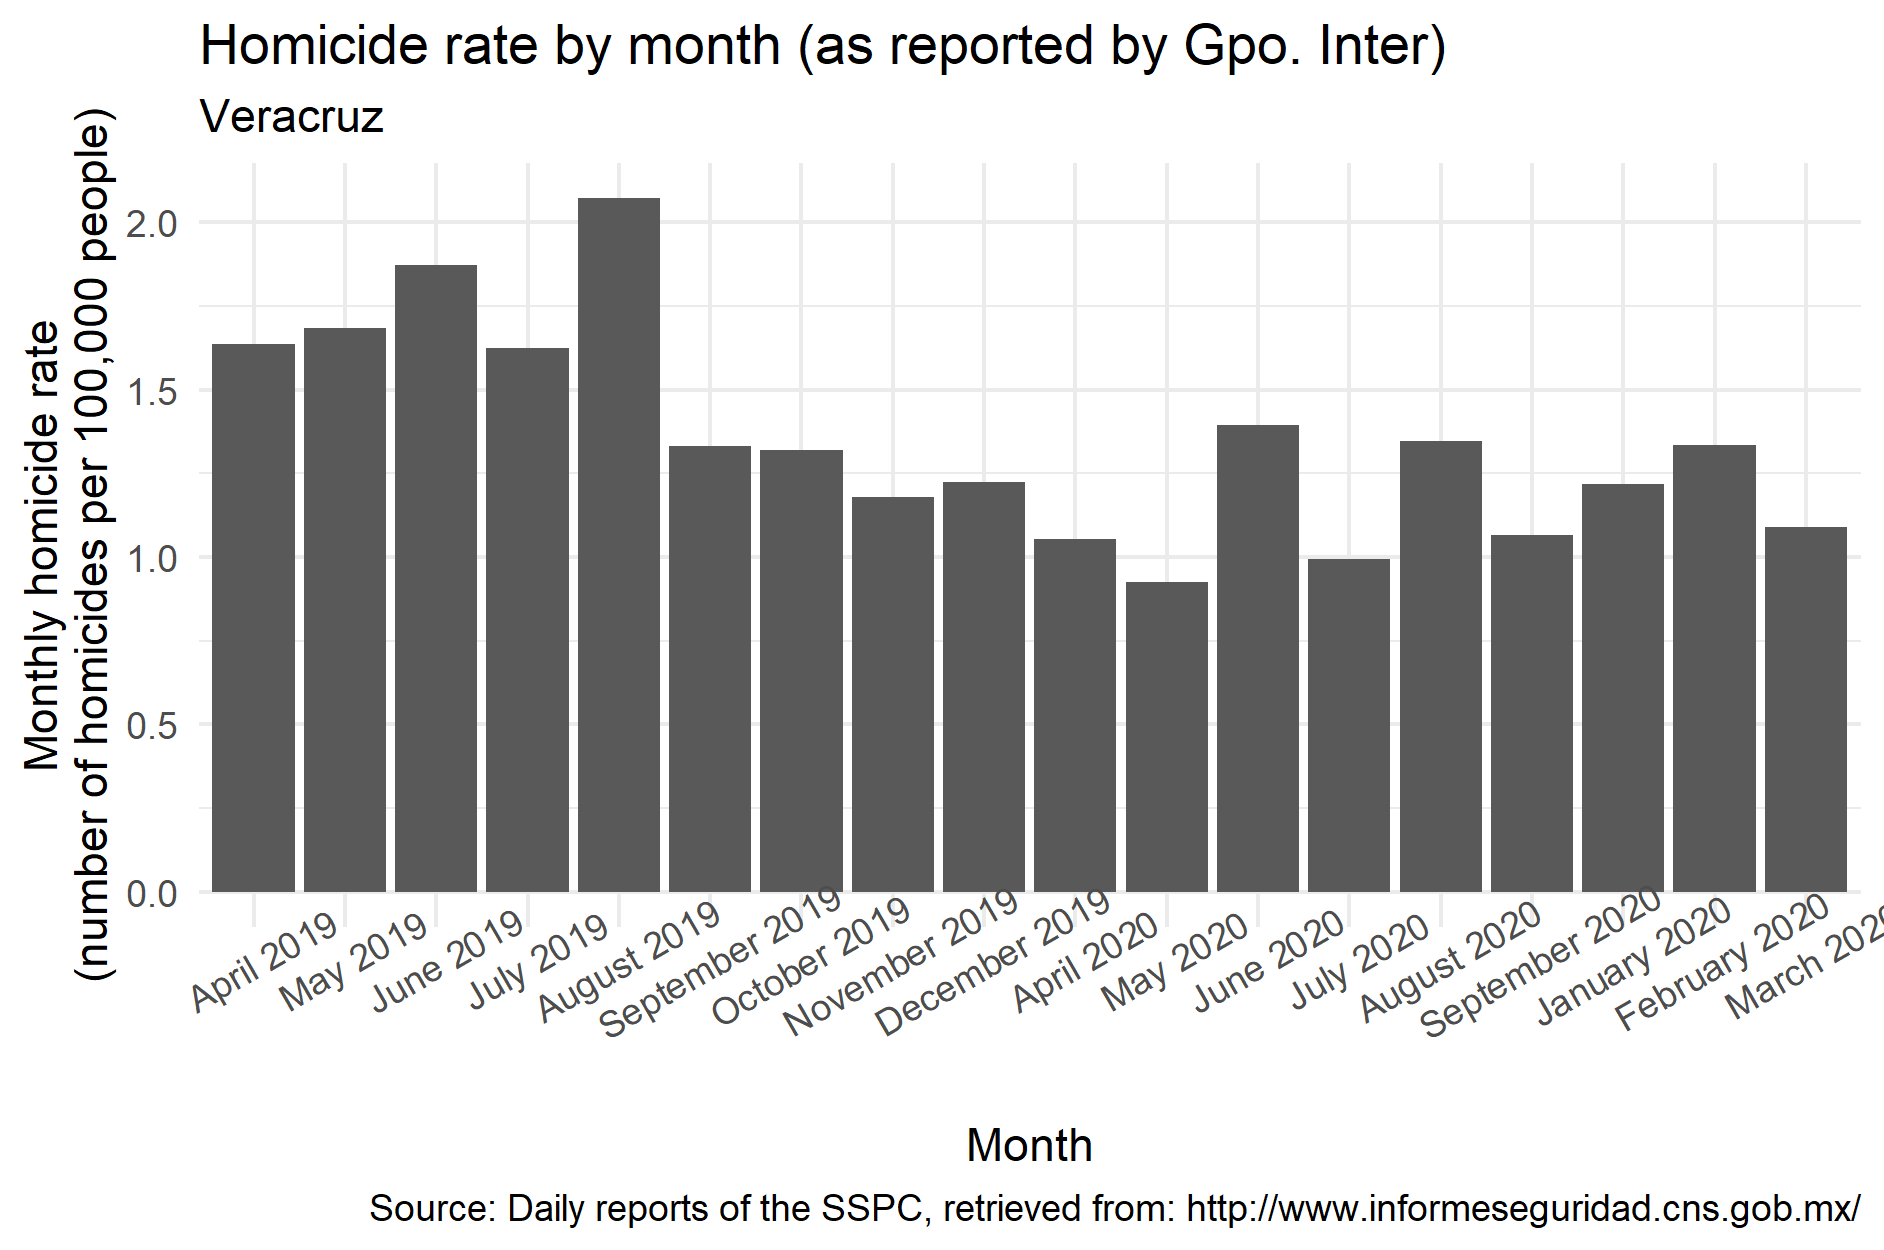 Homicide rate by month (as reported by Gpo. Inter)
Veracruz
Monthly homicide rate
(number of homicides per 100,000 people)
2.0
1.5
1.0
0.5
0.0
April 2019
May 2019
June 2019
July 2019
August 2019
September 2019
October 2019
November 2019
December 2019
April 2020
May 2020
June 2020
July 2020
August 2020
September 2020
January 2020
February 2020
March 2020
Month
Source: Daily reports of the SSPC, retrieved from: http://www.informeseguridad.cns.gob.mx/